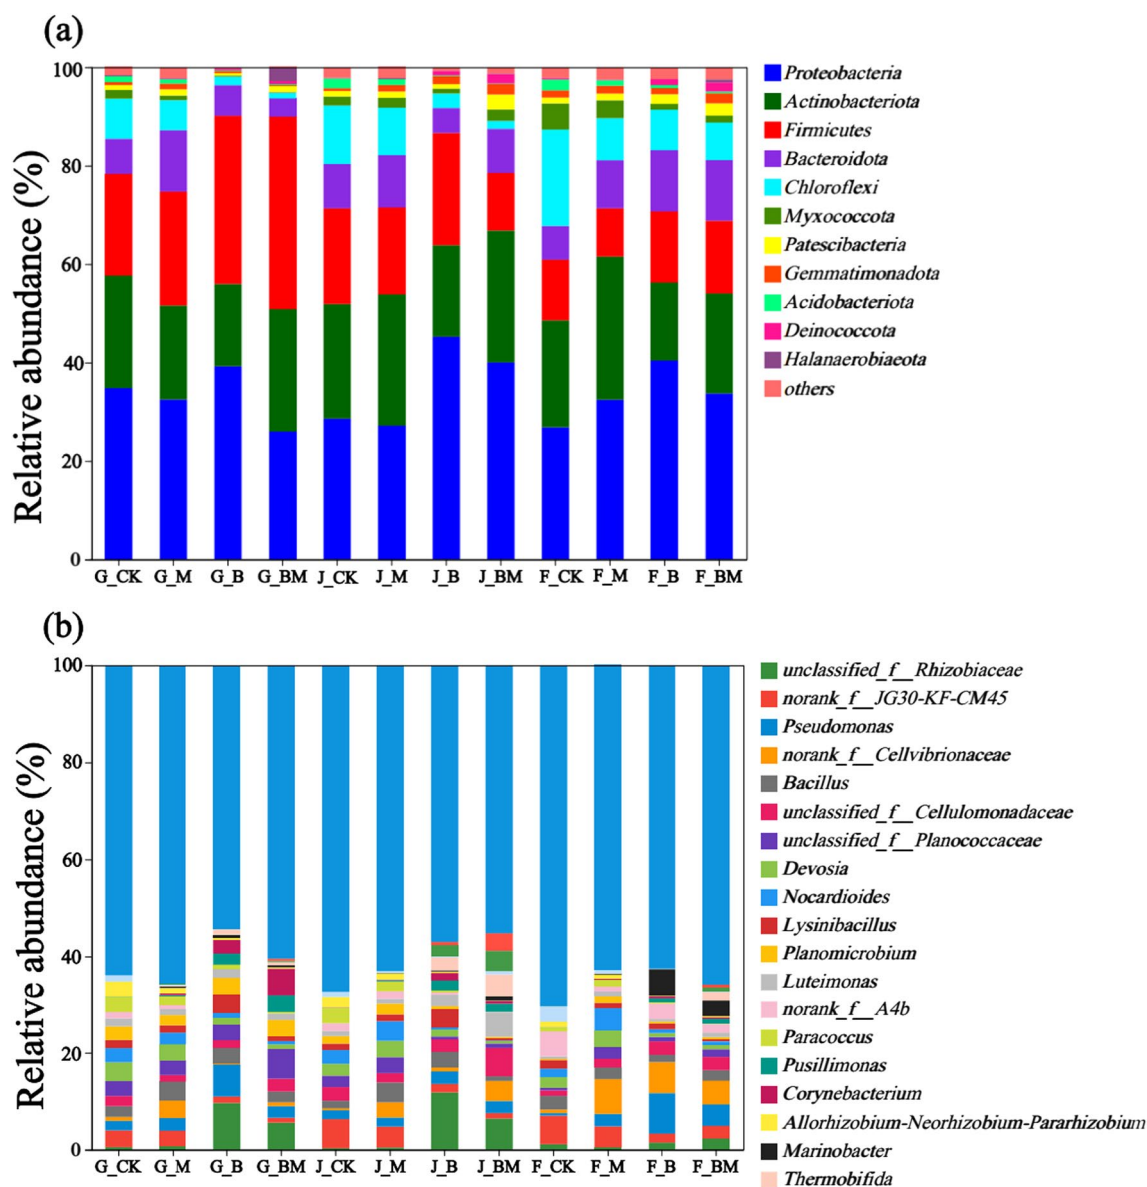 (a)
Relative abundance (%)
100
80
60
40
20
0
G_CK G_M G_B G_BM J_CK J_M J_B J_BM F_CK F_M F_B F_BM
Proteobacteria
Actinobacteriota
Firmicutes
Bacteroidota
Chloroflexi
Myxococcota
Patescibacteria
Gemmatimonadota
Acidobacteriota
Deinococcota
Halanaerobiaeota
others
(b)
Relative abundance (%)
100
80
60
40
20
0
G_CK G_M G_B G_BM J_CK J_M J_B J_BM F_CK F_M F_B F_BM
unclassified_f__Rhizobiaceae
norank_f__JG30-KF-CM45
Pseudomonas
norank_f__Cellvibrionaceae
Bacillus
unclassified_f__Cellulomonadaceae
unclassified_f__Planococcaceae
Devosia
Nocardioides
Lysinibacillus
Planomicrobium
Luteimonas
norank_f__A4b
Paracoccus
Pusillimonas
Corynebacterium
Allorhizobium-Neorhizobium-Pararhizobium
Marinobacter
Thermobifida